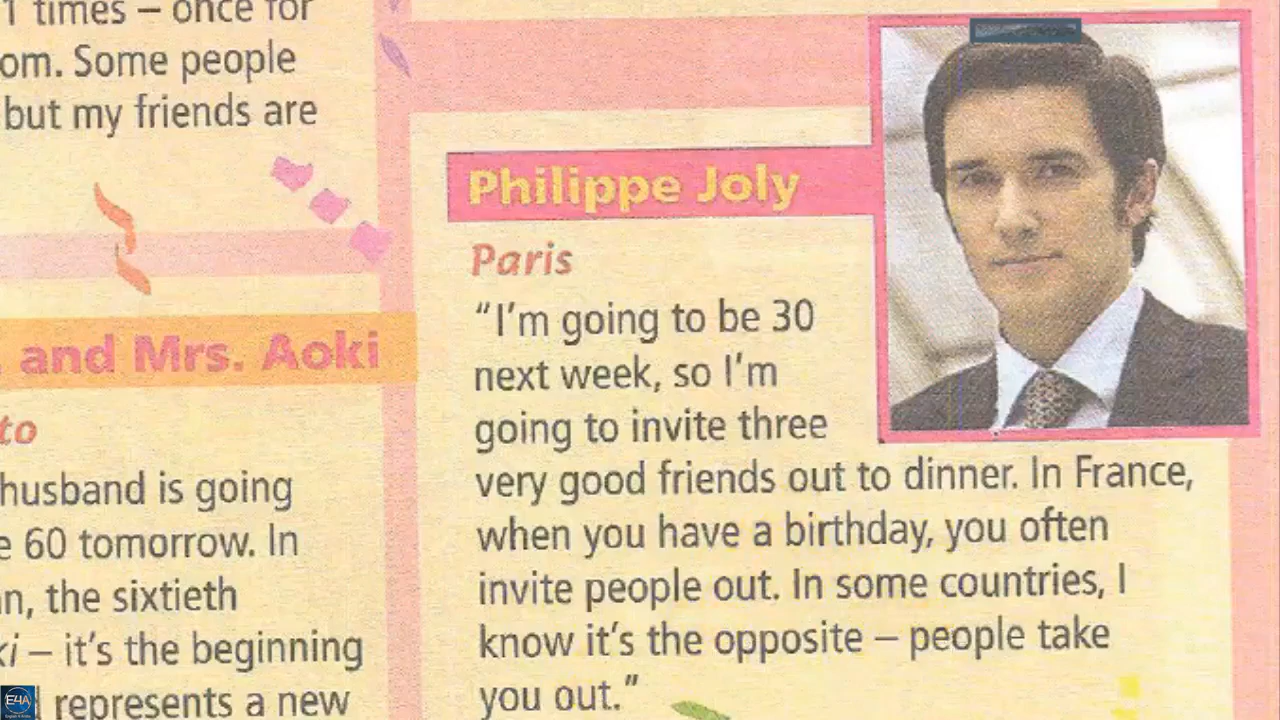 1 times – once for
om. Some people
but my friends are
. and Mrs. Aoki
to
husband is going
e 60 tomorrow. In
n, the sixtieth
ki – it's the beginning
represents a new
Philippe Joly
Paris
"I'm going to be 30
next week, so I'm
going to invite three
very good friends out to dinner. In France,
when you have a birthday, you often
invite people out. In some countries, I
know it's the opposite – people take
you out."
E4A